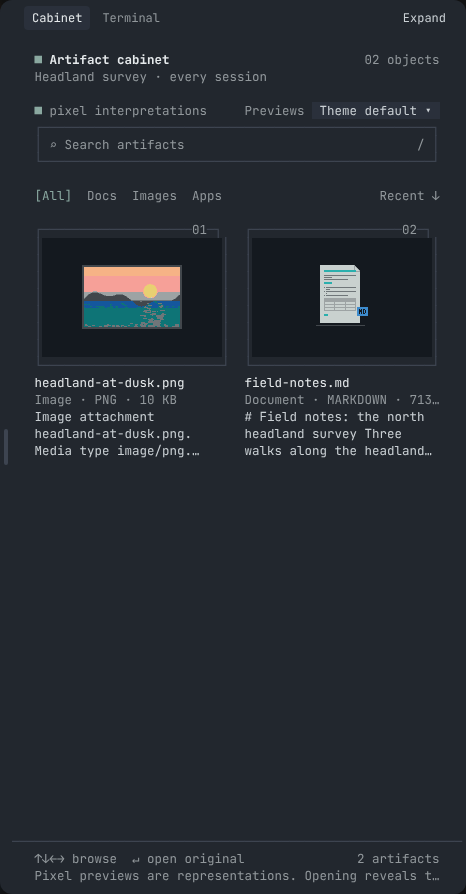 Cabinet Terminal Expand
Artifact cabinet 02 objects
Headland survey · every session
pixel interpretations Previews Theme default ▾
⌕ Search artifacts /
[All] Docs Images Apps Recent ↓
01 02
MD
headland-at-dusk.png field-notes.md
Image · PNG · 10 KB Document · MARKDOWN · 713…
Image attachment # Field notes: the north
headland-at-dusk.png. headland survey Three
Media type image/png.… walks along the headland…
↑↓←→ browse ↵ open original 2 artifacts
Pixel previews are representations. Opening reveals t…